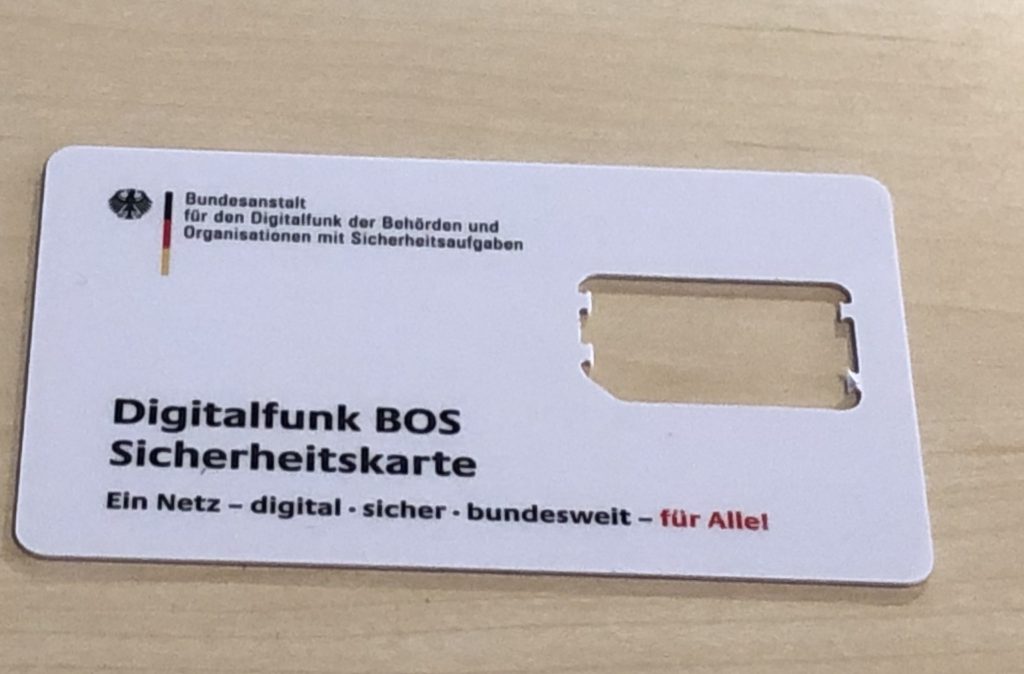 Bundesanstalt
für den Digitalfunk der Behörden und
Organisationen mit Sicherheitsaufgaben
Digitalfunk BOS
Sicherheitskarte
Ein Netz – digital · sicher · bundesweit – für Alle!